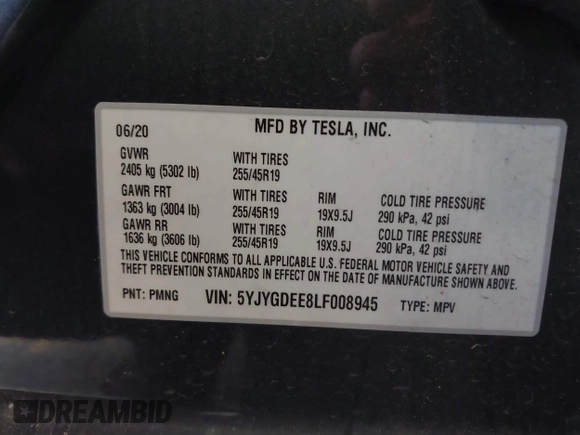 06/20 MFD BY TESLA, INC.
GVWR WITH TIRES
2405 kg (5302 lb) 255/45R19
GAWR FRT WITH TIRES RIM COLD TIRE PRESSURE
1363 kg (3004 lb) 255/45R19 19X9.5J 290 kPa, 42 psi
GAWR RR WITH TIRES RIM COLD TIRE PRESSURE
1636 kg (3606 lb) 255/45R19 19X9.5J 290 kPa, 42 psi
THIS VEHICLE CONFORMS TO ALL APPLICABLE U.S. FEDERAL MOTOR VEHICLE SAFETY AND
THEFT PREVENTION STANDARDS IN EFFECT ON THE DATE OF MANUFACTURE SHOWN ABOVE.
PNT: PMNG VIN: 5YJYGDEE8LF008945 TYPE: MPV
DREAMBID